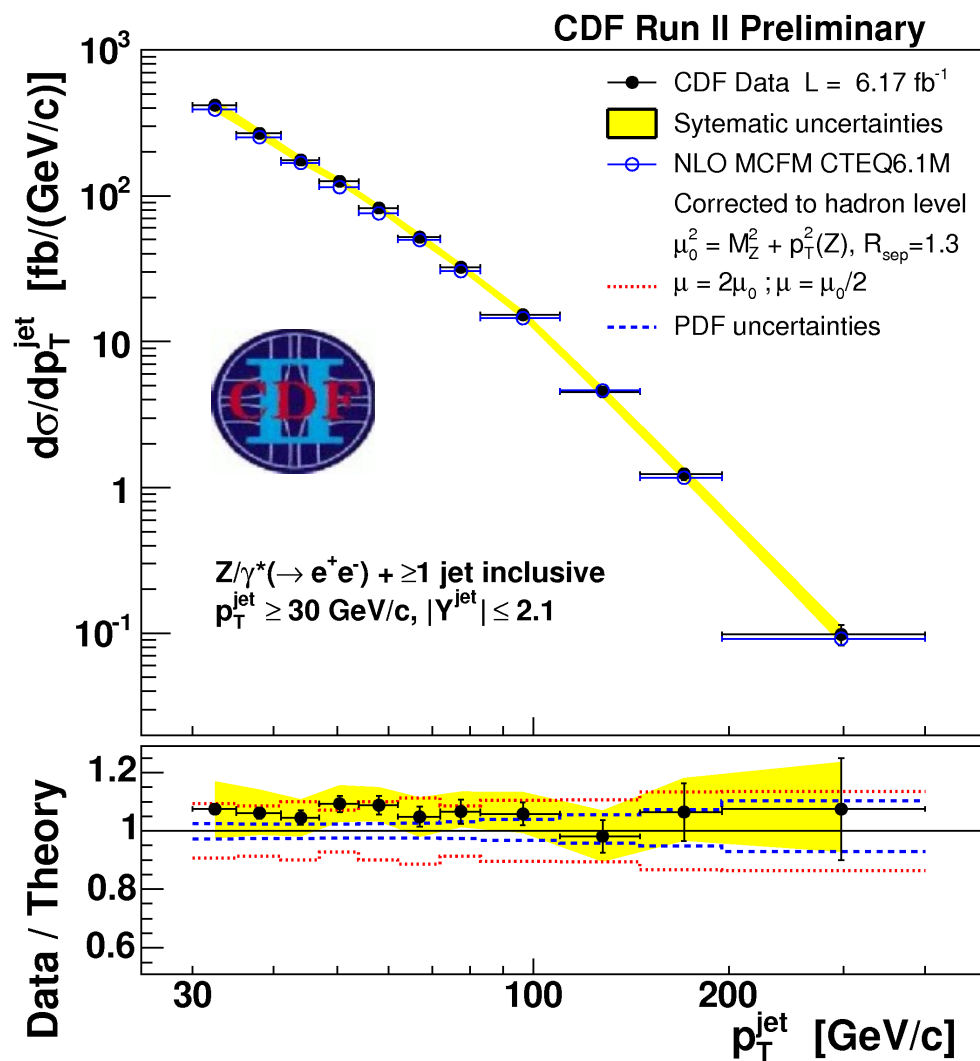 CDF Run II Preliminary
dσ/dp_T^jet [fb/(GeV/c)]
10³
10²
10
1
10⁻¹
CDF Data L = 6.17 fb⁻¹
Sytematic uncertainties
NLO MCFM CTEQ6.1M
Corrected to hadron level
μ₀² = M_Z² + p_T²(Z), R_sep=1.3
μ = 2μ₀ ; μ = μ₀/2
PDF uncertainties
II
CDF
Z/γ*(→ e⁺e⁻) + ≥1 jet inclusive
p_T^jet ≥ 30 GeV/c, |Y^jet| ≤ 2.1
Data / Theory
1.2
1
0.8
0.6
30 100 200
p_T^jet [GeV/c]